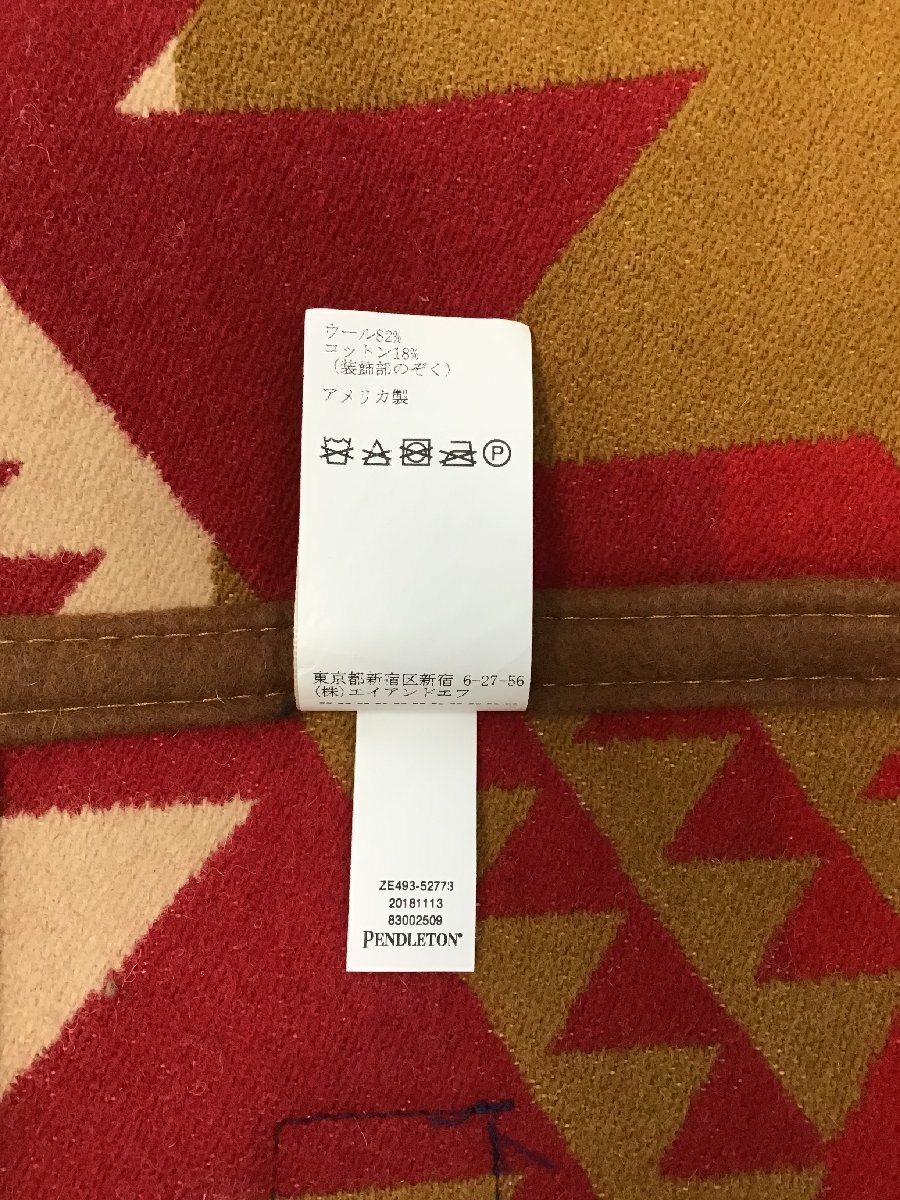 ウール82%
コットン18%
(装飾部のぞく)
アメリカ製
P
東京都新宿区新宿 6-27-56
(株)エイアンドエフ
ZE493-52773
20181113
83002509
PENDLETON®